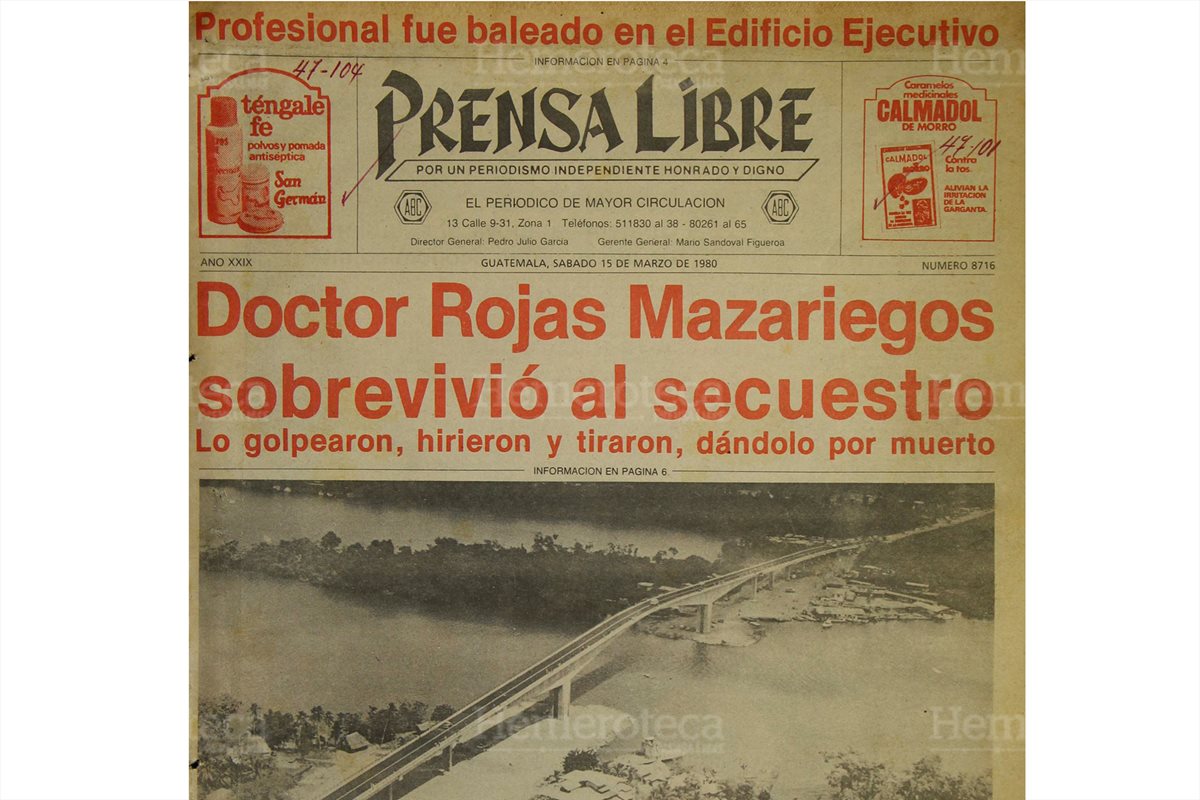 Profesional fue baleado en el Edificio Ejecutivo
INFORMACION EN PAGINA 4
47-104
téngale
fe
polvos y pomada
antiséptica
San
Germán
PRENSA LIBRE
POR UN PERIODISMO INDEPENDIENTE HONRADO Y DIGNO
ABC
EL PERIODICO DE MAYOR CIRCULACION
ABC
13 Calle 9-31, Zona 1 Teléfonos: 511830 al 38 - 80261 al 65
Director General: Pedro Julio García Gerente General: Mario Sandoval Figueroa
Caramelos
medicinales
CALMADOL
DE MORRO
CALMADOL
Contra
la tos.
ALIVIAN LA
IRRITACION
DE LA
GARGANTA.
AÑO XXIX
GUATEMALA, SABADO 15 DE MARZO DE 1980
NUMERO 8716
Doctor Rojas Mazariegos
sobrevivió al secuestro
Lo golpearon, hirieron y tiraron, dándolo por muerto
INFORMACION EN PAGINA 6
Hemeroteca